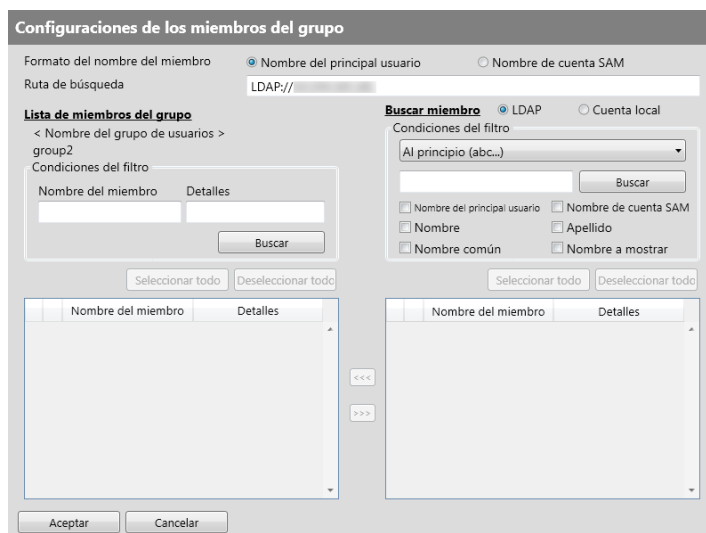 Configuraciones de los miembros del grupo
Formato del nombre del miembro
Nombre del principal usuario
Nombre de cuenta SAM
Ruta de búsqueda
LDAP://
Lista de miembros del grupo
< Nombre del grupo de usuarios >
group2
Condiciones del filtro
Nombre del miembro Detalles
Buscar
Seleccionar todo Deseleccionar todo
Nombre del miembro Detalles
Buscar miembro LDAP Cuenta local
Condiciones del filtro
Al principio (abc...)
Buscar
Nombre del principal usuario Nombre de cuenta SAM
Nombre Apellido
Nombre común Nombre a mostrar
Seleccionar todo Deseleccionar todo
Nombre del miembro Detalles
<<<
>>>
Aceptar Cancelar